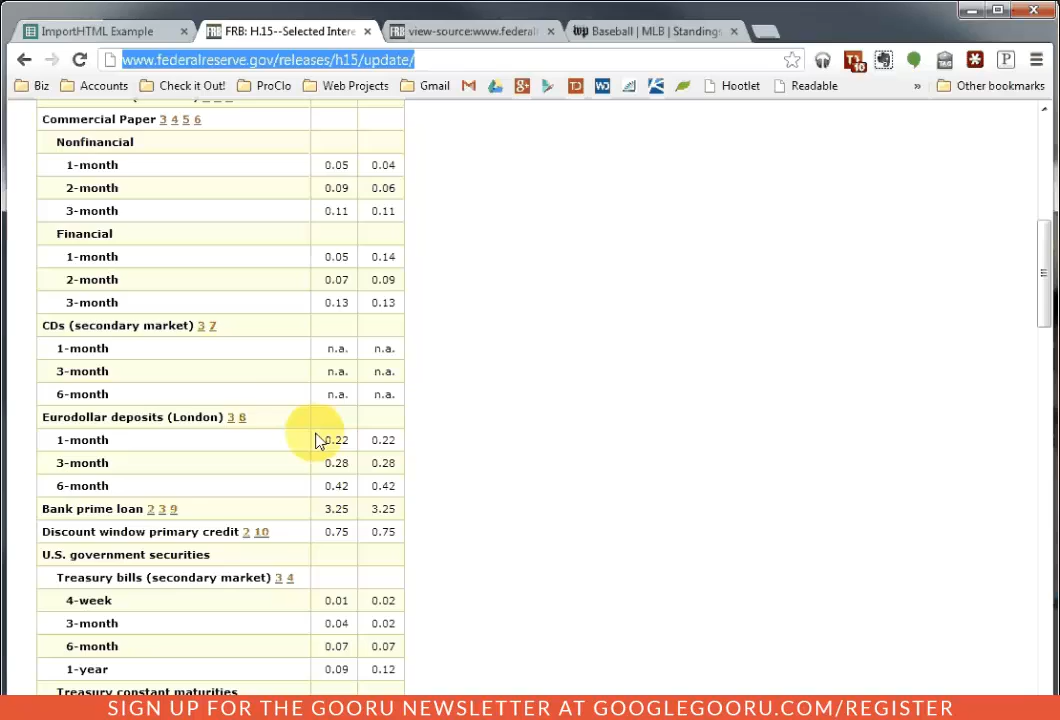 ImportHTML Example
FRB: H.15--Selected Intere
view-source:www.federal
Baseball | MLB | Standings
www.federalreserve.gov/releases/h15/update/
Biz Accounts Check it Out! ProClo Web Projects Gmail Hootlet Readable » Other bookmarks
Commercial Paper 3 4 5 6
Nonfinancial
1-month 0.05 0.04
2-month 0.09 0.06
3-month 0.11 0.11
Financial
1-month 0.05 0.14
2-month 0.07 0.09
3-month 0.13 0.13
CDs (secondary market) 3 7
1-month n.a. n.a.
3-month n.a. n.a.
6-month n.a. n.a.
Eurodollar deposits (London) 3 8
1-month 0.22 0.22
3-month 0.28 0.28
6-month 0.42 0.42
Bank prime loan 2 3 9 3.25 3.25
Discount window primary credit 2 10 0.75 0.75
U.S. government securities
Treasury bills (secondary market) 3 4
4-week 0.01 0.02
3-month 0.04 0.02
6-month 0.07 0.07
1-year 0.09 0.12
Treasury constant maturities
SIGN UP FOR THE GOORU NEWSLETTER AT GOOGLEGOORU.COM/REGISTER